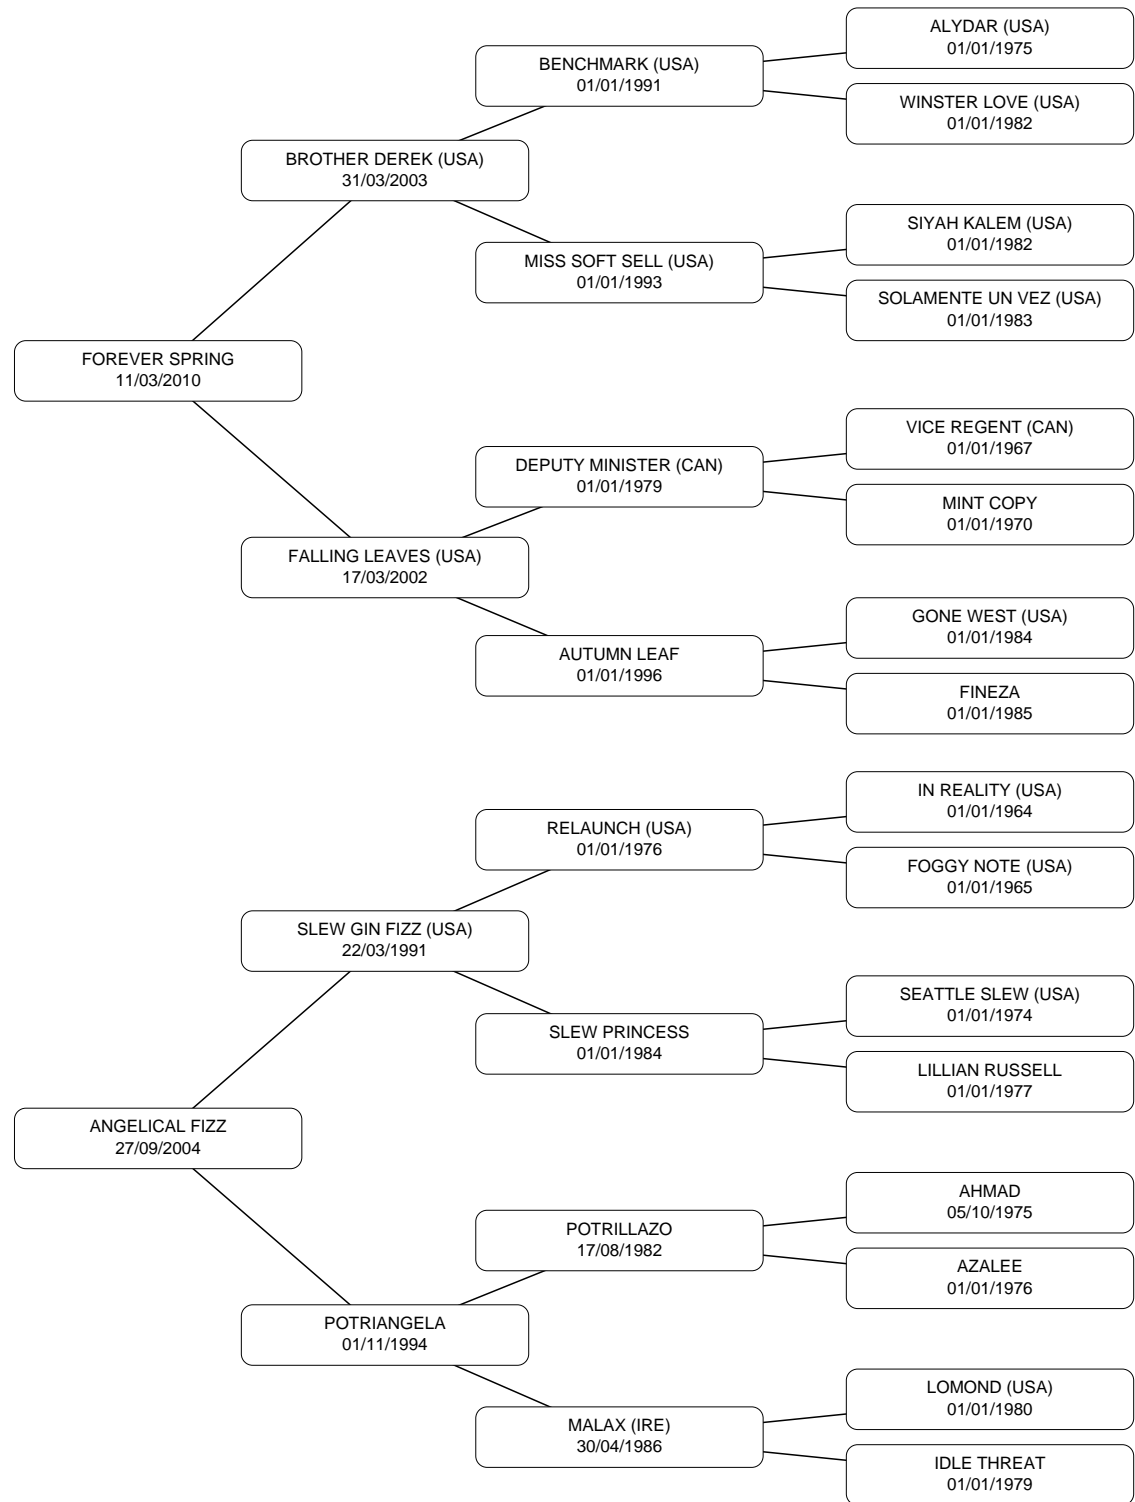 ALYDAR (USA)
01/01/1975
BENCHMARK (USA)
01/01/1991
WINSTER LOVE (USA)
01/01/1982
BROTHER DEREK (USA)
31/03/2003
SIYAH KALEM (USA)
01/01/1982
MISS SOFT SELL (USA)
01/01/1993
SOLAMENTE UN VEZ (USA)
01/01/1983
FOREVER SPRING
11/03/2010
VICE REGENT (CAN)
01/01/1967
DEPUTY MINISTER (CAN)
01/01/1979
MINT COPY
01/01/1970
FALLING LEAVES (USA)
17/03/2002
GONE WEST (USA)
01/01/1984
AUTUMN LEAF
01/01/1996
FINEZA
01/01/1985
IN REALITY (USA)
01/01/1964
RELAUNCH (USA)
01/01/1976
FOGGY NOTE (USA)
01/01/1965
SLEW GIN FIZZ (USA)
22/03/1991
SEATTLE SLEW (USA)
01/01/1974
SLEW PRINCESS
01/01/1984
LILLIAN RUSSELL
01/01/1977
ANGELICAL FIZZ
27/09/2004
AHMAD
05/10/1975
POTRILLAZO
17/08/1982
AZALEE
01/01/1976
POTRIANGELA
01/11/1994
LOMOND (USA)
01/01/1980
MALAX (IRE)
30/04/1986
IDLE THREAT
01/01/1979